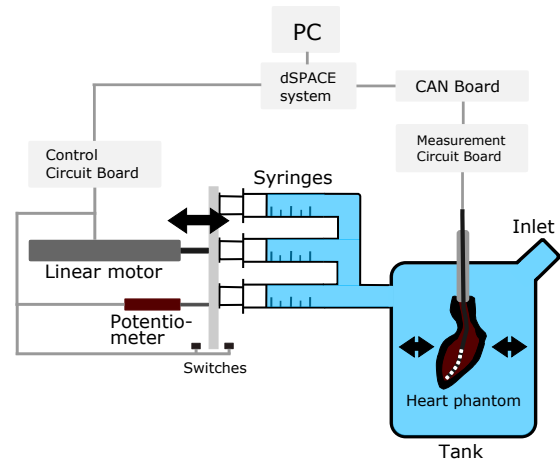 PC
dSPACE
system
CAN Board
Control
Circuit Board
Measurement
Circuit Board
Syringes
Inlet
Linear motor
Potentio-
meter
Switches
Heart phantom
Tank